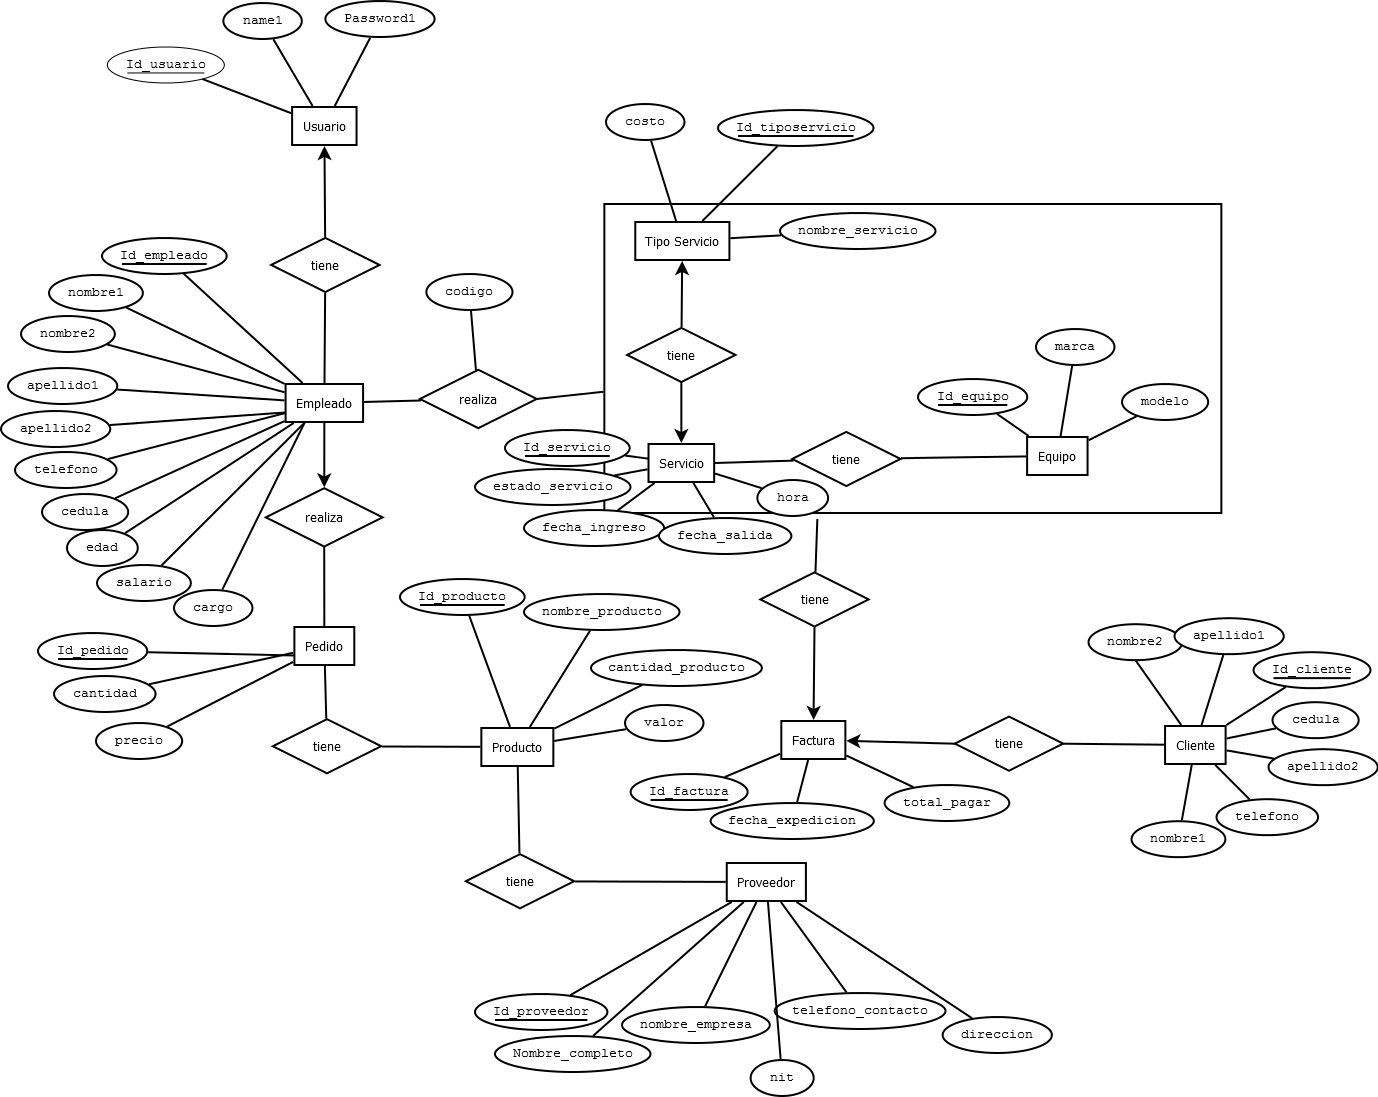 name1
Password1
Id_usuario
Usuario
costo
Id_tiposervicio
nombre_servicio
Tipo Servicio
Id_empleado
tiene
nombre1
codigo
nombre2
marca
tiene
apellido1
Id_equipo
modelo
Empleado
realiza
apellido2
Id_servicio
Equipo
tiene
Servicio
telefono
estado_servicio
hora
cedula
realiza
fecha_ingreso
fecha_salida
edad
salario
cargo
Id_producto
tiene
nombre_producto
nombre2
apellido1
Id_pedido
Pedido
cantidad_producto
Id_cliente
cantidad
valor
cedula
precio
tiene
Producto
Factura
tiene
Cliente
apellido2
Id_factura
total_pagar
fecha_expedicion
telefono
nombre1
tiene
Proveedor
Id_proveedor
telefono_contacto
nombre_empresa
direccion
Nombre_completo
nit